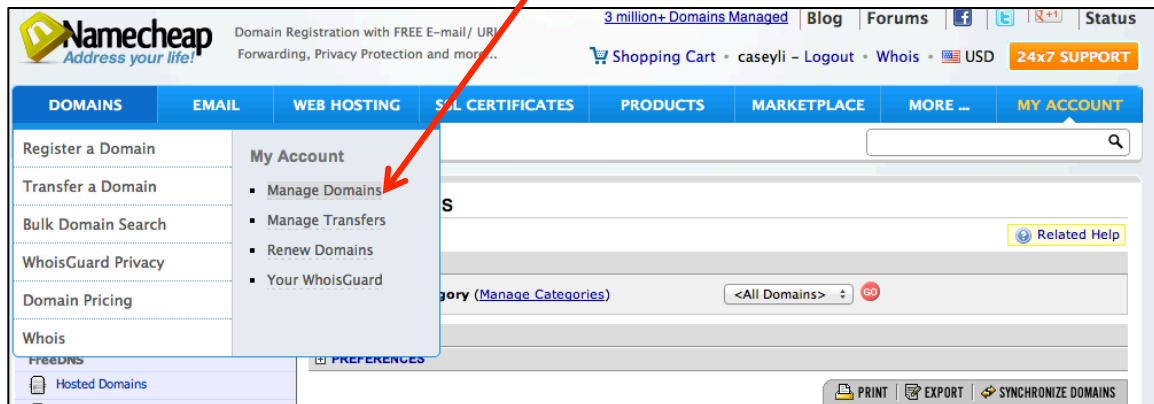 3 million+ Domains Managed Blog Forums +1 Status
Namecheap
Address your life!
Domain Registration with FREE E-mail/ URL
Forwarding, Privacy Protection and more...
Shopping Cart caseyli - Logout Whois USD 24x7 SUPPORT
DOMAINS EMAIL WEB HOSTING SSL CERTIFICATES PRODUCTS MARKETPLACE MORE ... MY ACCOUNT
Register a Domain
Transfer a Domain
Bulk Domain Search
WhoisGuard Privacy
Domain Pricing
Whois
My Account
Manage Domains
Manage Transfers
Renew Domains
Your WhoisGuard
S
Related Help
gory (Manage Categories) <All Domains> GO
FreeDNS
PREFERENCES
Hosted Domains
PRINT EXPORT SYNCHRONIZE DOMAINS